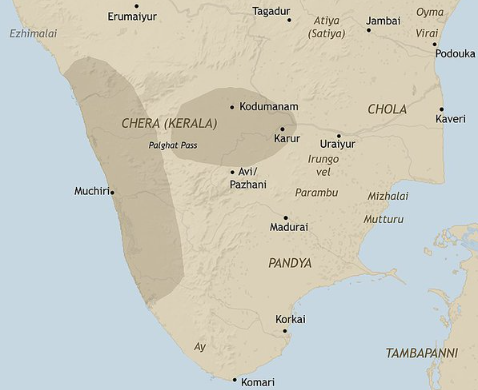 Tagadur
Oyma
Erumaiyur
Atiya
(Satiya)
Jambai
Ezhimalai
Virai
Podouka
Kodumanam
CHOLA
CHERA (KERALA)
Kaveri
Karur
Palghat Pass
Uraiyur
Irungo
vel
Avi/
Pazhani
Muchiri
Parambu
Mizhalai
Mutturu
Madurai
PANDYA
Korkai
Ay
TAMBAPANNI
Komari